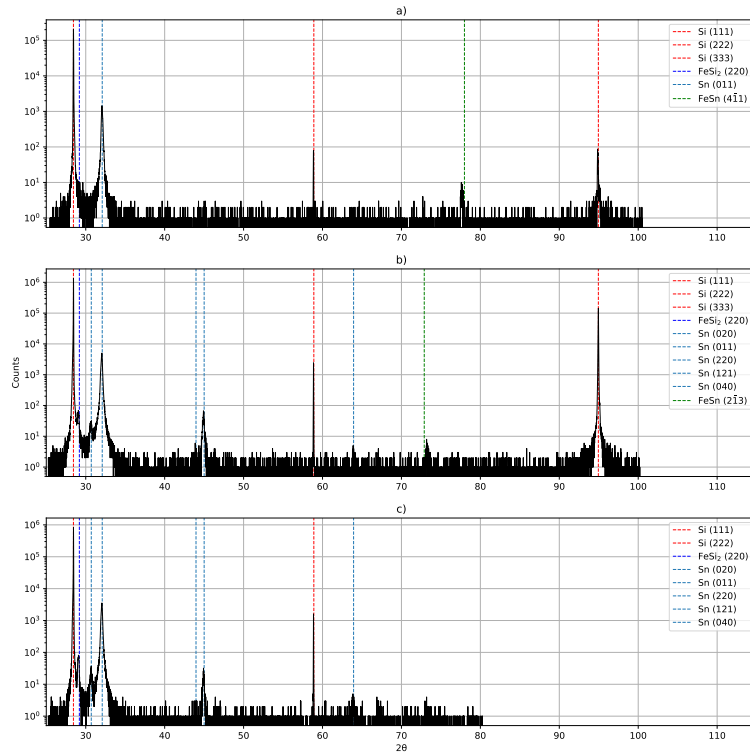 a)
10⁵
10⁴
10³
10²
10¹
10⁰
30 40 50 60 70 80 90 100 110
Si (111)
Si (222)
Si (333)
FeSi₂ (220)
Sn (011)
FeSn (41̄1)
b)
Counts
10⁶
10⁵
10⁴
10³
10²
10¹
10⁰
30 40 50 60 70 80 90 100 110
Si (111)
Si (222)
Si (333)
FeSi₂ (220)
Sn (020)
Sn (011)
Sn (220)
Sn (121)
Sn (040)
FeSn (21̄3)
c)
10⁶
10⁵
10⁴
10³
10²
10¹
10⁰
30 40 50 60 70 80 90 100 110
2θ
Si (111)
Si (222)
FeSi₂ (220)
Sn (020)
Sn (011)
Sn (220)
Sn (121)
Sn (040)